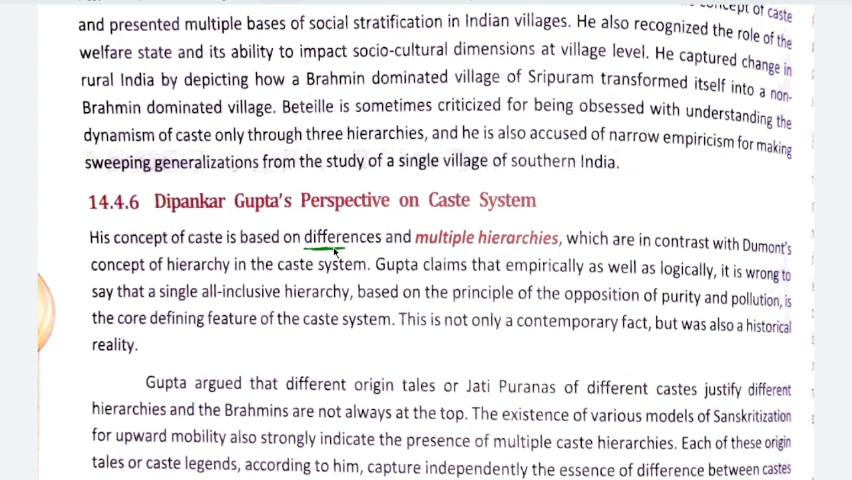 concept of caste
and presented multiple bases of social stratification in Indian villages. He also recognized the role of the
welfare state and its ability to impact socio-cultural dimensions at village level. He captured change in
rural India by depicting how a Brahmin dominated village of Sripuram transformed itself into a non-
Brahmin dominated village. Beteille is sometimes criticized for being obsessed with understanding the
dynamism of caste only through three hierarchies, and he is also accused of narrow empiricism for making
sweeping generalizations from the study of a single village of southern India.
14.4.6 Dipankar Gupta's Perspective on Caste System
His concept of caste is based on differences and multiple hierarchies, which are in contrast with Dumont's
concept of hierarchy in the caste system. Gupta claims that empirically as well as logically, it is wrong to
say that a single all-inclusive hierarchy, based on the principle of the opposition of purity and pollution, is
the core defining feature of the caste system. This is not only a contemporary fact, but was also a historical
reality.
Gupta argued that different origin tales or Jati Puranas of different castes justify different
hierarchies and the Brahmins are not always at the top. The existence of various models of Sanskritization
for upward mobility also strongly indicate the presence of multiple caste hierarchies. Each of these origin
tales or caste legends, according to him, capture independently the essence of difference between castes